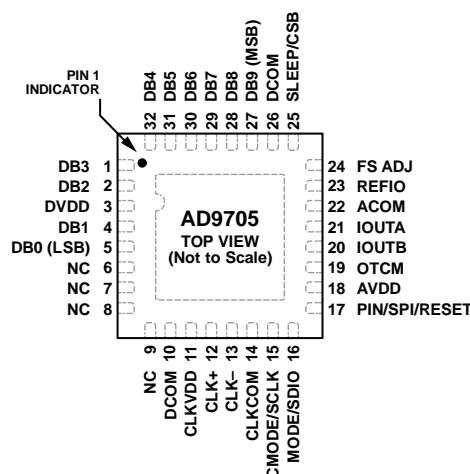 PIN 1
INDICATOR
32 DB4
31 DB5
30 DB6
29 DB7
28 DB8
27 DB9 (MSB)
26 DCOM
25 SLEEP/CSB
DB3 1
DB2 2
DVDD 3
DB1 4
DB0 (LSB) 5
NC 6
NC 7
NC 8
AD9705
TOP VIEW
(Not to Scale)
24 FS ADJ
23 REFIO
22 ACOM
21 IOUTA
20 IOUTB
19 OTCM
18 AVDD
17 PIN/SPI/RESET
NC 9
DCOM 10
CLKVDD 11
CLK+ 12
CLK– 13
CLKCOM 14
CMODE/SCLK 15
MODE/SDIO 16